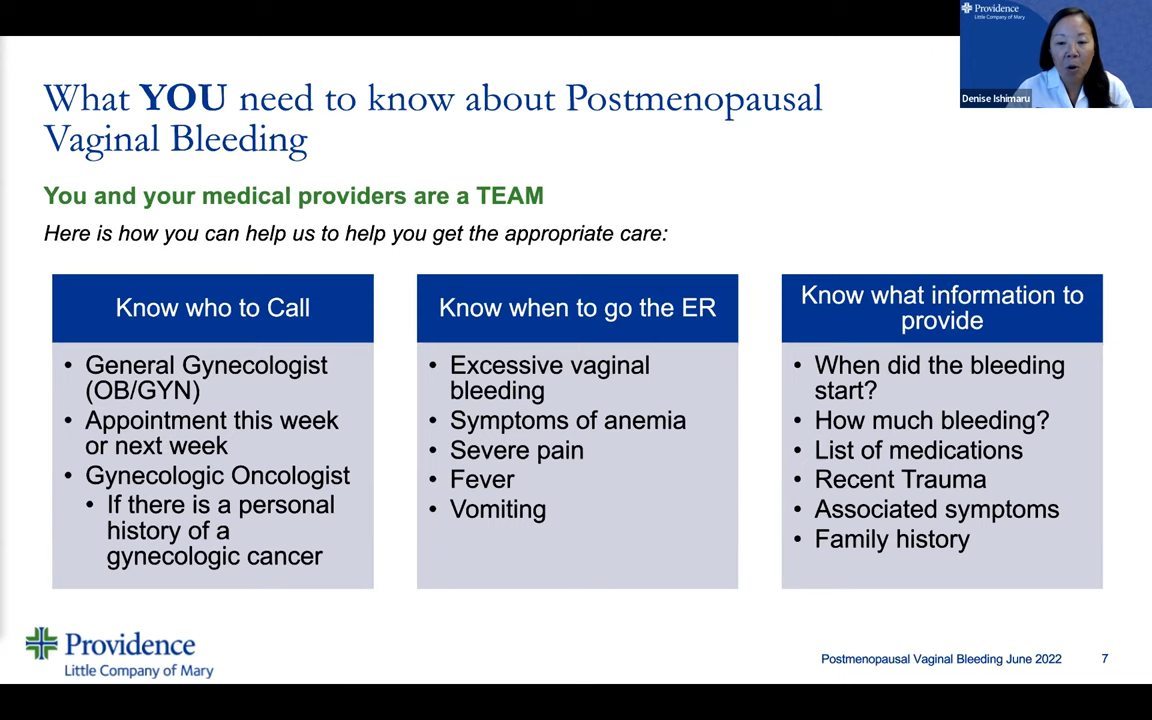 Providence
Little Company of Mary
Denise Ishimaru
What YOU need to know about Postmenopausal
Vaginal Bleeding
You and your medical providers are a TEAM
Here is how you can help us to help you get the appropriate care:
Know who to Call
• General Gynecologist
(OB/GYN)
• Appointment this week
or next week
• Gynecologic Oncologist
• If there is a personal
history of a
gynecologic cancer
Know when to go the ER
• Excessive vaginal
bleeding
• Symptoms of anemia
• Severe pain
• Fever
• Vomiting
Know what information to
provide
• When did the bleeding
start?
• How much bleeding?
• List of medications
• Recent Trauma
• Associated symptoms
• Family history
Providence
Little Company of Mary
Postmenopausal Vaginal Bleeding June 2022 7